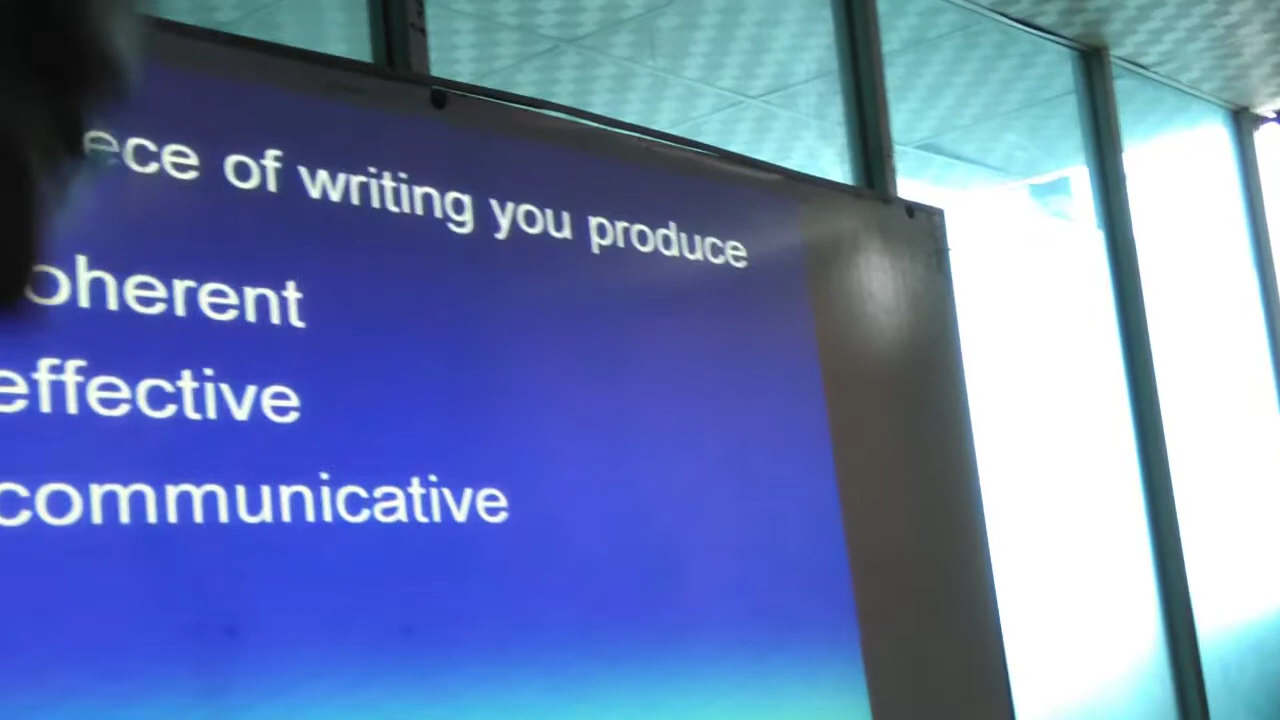 ece of writing you produce
oherent
effective
communicative